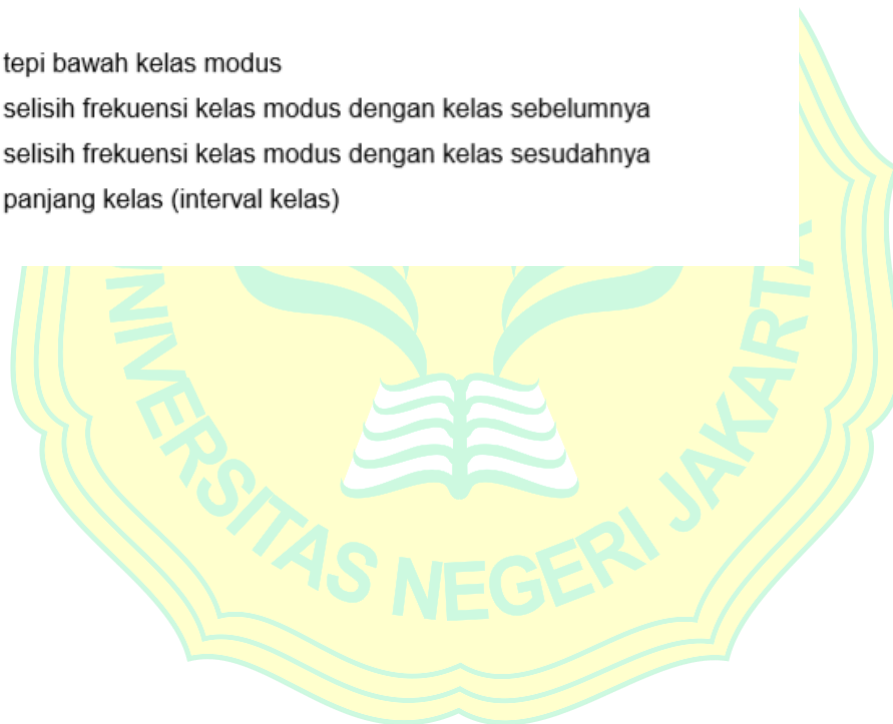 tepi bawah kelas modus
selisih frekuensi kelas modus dengan kelas sebelumnya
selisih frekuensi kelas modus dengan kelas sesudahnya
panjang kelas (interval kelas)
UNIVERSITAS NEGERI JAKARTA